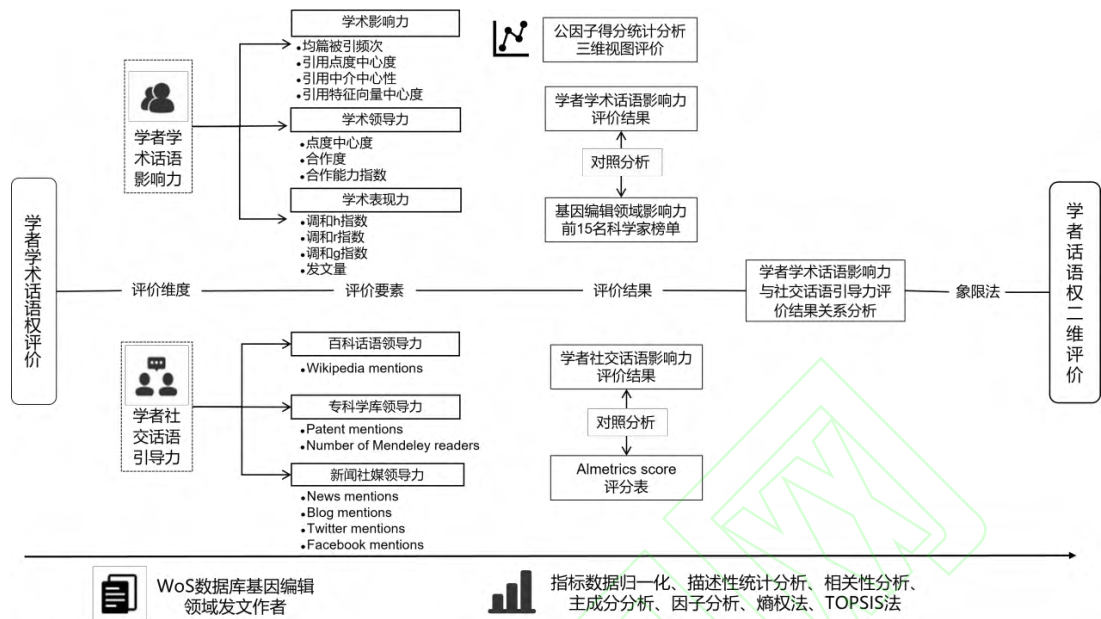 学者学术话语权评价
评价维度
学者学
术话语
影响力
学者社
交话语
引导力
评价要素
学术影响力
•均篇被引频次
•引用点度中心度
•引用中介中心性
•引用特征向量中心度
学术领导力
•点度中心度
•合作度
•合作能力指数
学术表现力
•调和h指数
•调和r指数
•调和g指数
•发文量
百科话语领导力
•Wikipedia mentions
专科学库领导力
•Patent mentions
•Number of Mendeley readers
新闻社媒领导力
•News mentions
•Blog mentions
•Twitter mentions
•Facebook mentions
评价结果
公因子得分统计分析
三维视图评价
学者学术话语影响力
评价结果
对照分析
基因编辑领域影响力
前15名科学家榜单
学者社交话语影响力
评价结果
对照分析
Almetrics score
评分表
学者学术话语影响力
与社交话语引导力评
价结果关系分析
象限法
学者话语权二维评价
WoS数据库基因编辑
领域发文作者
指标数据归一化、描述性统计分析、相关性分析、
主成分分析、因子分析、熵权法、TOPSIS法